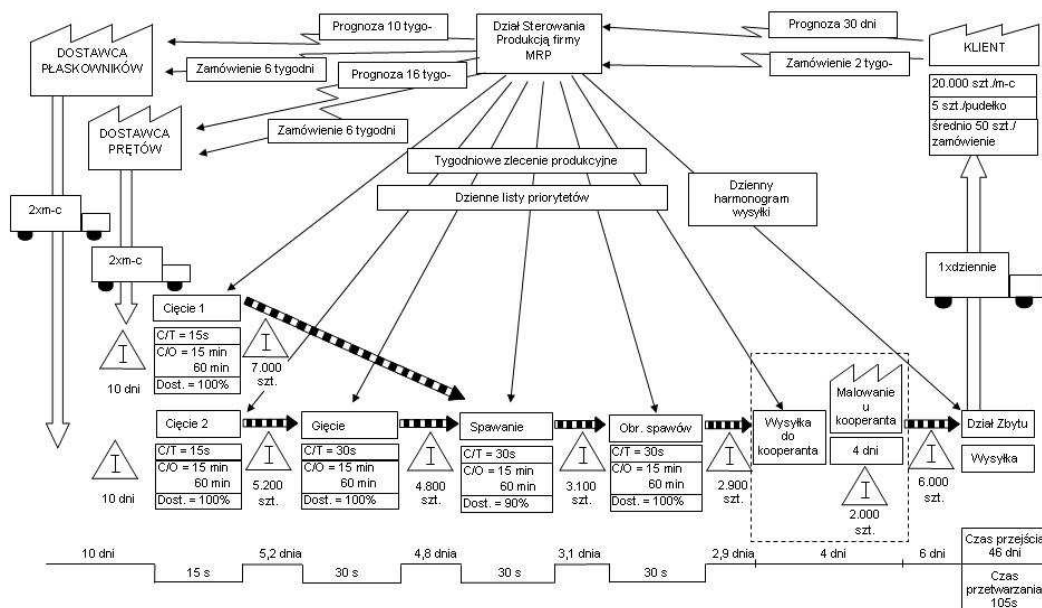 Prognoza 10 tygo-
Dział Sterowania
Produkcją firmy
MRP
Prognoza 30 dni
DOSTAWCA
PŁASKOWNIKÓW
KLIENT
Zamówienie 6 tygodni
Prognoza 16 tygo-
Zamówienie 2 tygo-
20.000 szt./m-c
5 szt./pudełko
średnio 50 szt./
zamówienie
DOSTAWCA
PRĘTÓW
Zamówienie 6 tygodni
Tygodniowe zlecenie produkcyjne
Dzienne listy priorytetów
Dzienny
harmonogram
wysyłki
2xm-c
2xm-c
1xdziennie
Cięcie 1
C/T = 15s
C/O = 15 min
60 min
Dost. = 100%
I
10 dni
I
7.000
szt.
Cięcie 2
C/T = 15s
C/O = 15 min
60 min
Dost. = 100%
I
10 dni
I
5.200
szt.
Gięcie
C/T = 30s
C/O = 15 min
60 min
Dost. = 100%
I
4.800
szt.
Spawanie
C/T = 30s
C/O = 15 min
60 min
Dost. = 90%
I
3.100
szt.
Obr. spawów
C/T = 30s
C/O = 15 min
60 min
Dost. = 100%
I
2.900
szt.
Wysyłka
do
kooperanta
Malowanie
u
kooperanta
4 dni
I
2.000
szt.
I
6.000
szt.
Dział Zbytu
Wysyłka
10 dni
5,2 dnia
4,8 dnia
3,1 dnia
2,9 dnia
4 dni
6 dni
Czas przejścia
46 dni
15 s
30 s
30 s
30 s
Czas
przetwarzania
105s